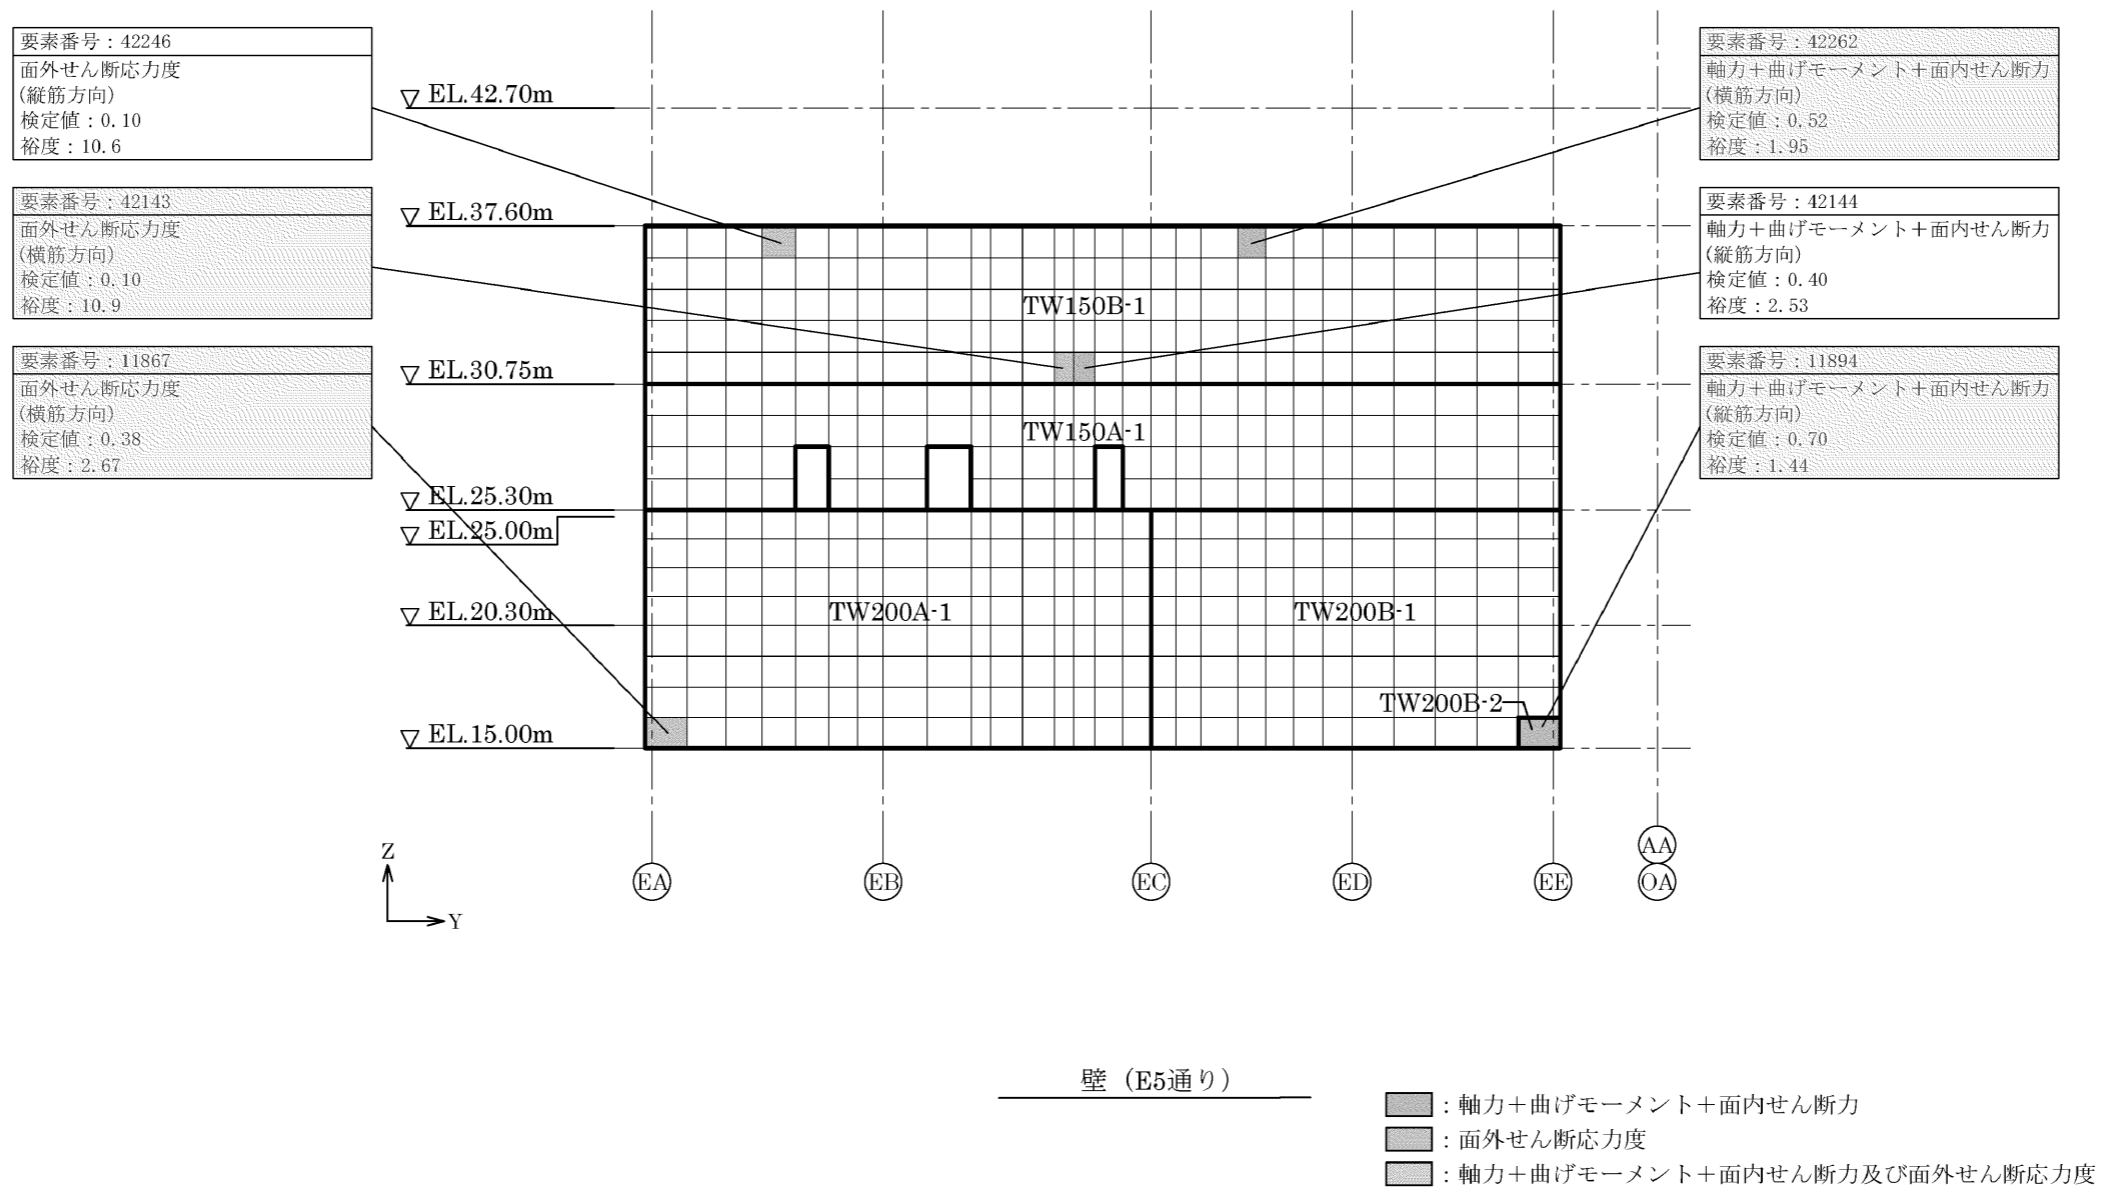 要素番号：42246
面外せん断応力度
(縦筋方向)
検定値：0.10
裕度：10.6
要素番号：42143
面外せん断応力度
(横筋方向)
検定値：0.10
裕度：10.9
要素番号：11867
面外せん断応力度
(横筋方向)
検定値：0.38
裕度：2.67
要素番号：42262
軸力＋曲げモーメント＋面内せん断力
(横筋方向)
検定値：0.52
裕度：1.95
要素番号：42144
軸力＋曲げモーメント＋面内せん断力
(縦筋方向)
検定値：0.40
裕度：2.53
要素番号：11894
軸力＋曲げモーメント＋面内せん断力
(縦筋方向)
検定値：0.70
裕度：1.44
▽ EL.42.70m
▽ EL.37.60m
▽ EL.30.75m
▽ EL.25.30m
▽ EL.25.00m
▽ EL.20.30m
▽ EL.15.00m
TW150B-1
TW150A-1
TW200A-1
TW200B-1
TW200B-2
Z
Y
EA
EB
EC
ED
EE
AA
OA
壁（E5通り）
：軸力＋曲げモーメント＋面内せん断力
：面外せん断応力度
：軸力＋曲げモーメント＋面内せん断力及び面外せん断応力度